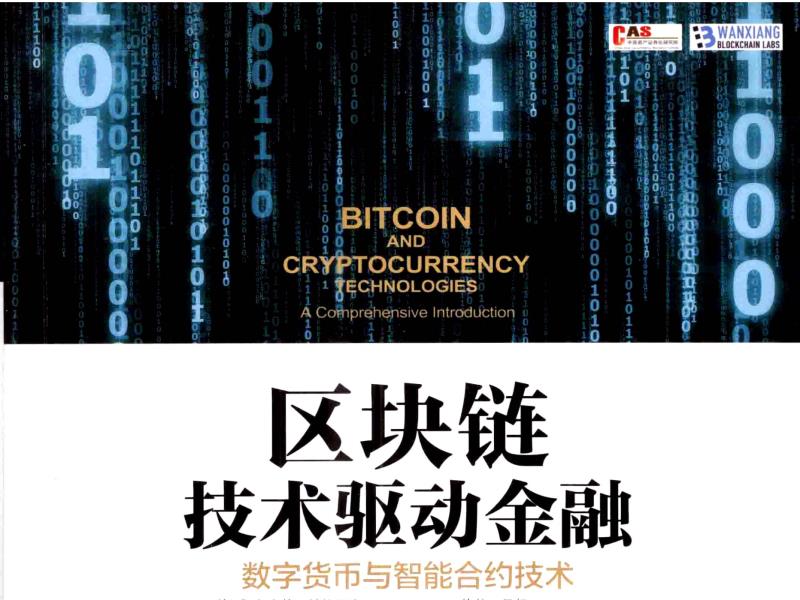 CAS
WANXIANG
BLOCKCHAIN LABS
BITCOIN
AND
CRYPTOCURRENCY
TECHNOLOGIES
A Comprehensive Introduction
区块链
技术驱动金融
数字货币与智能合约技术